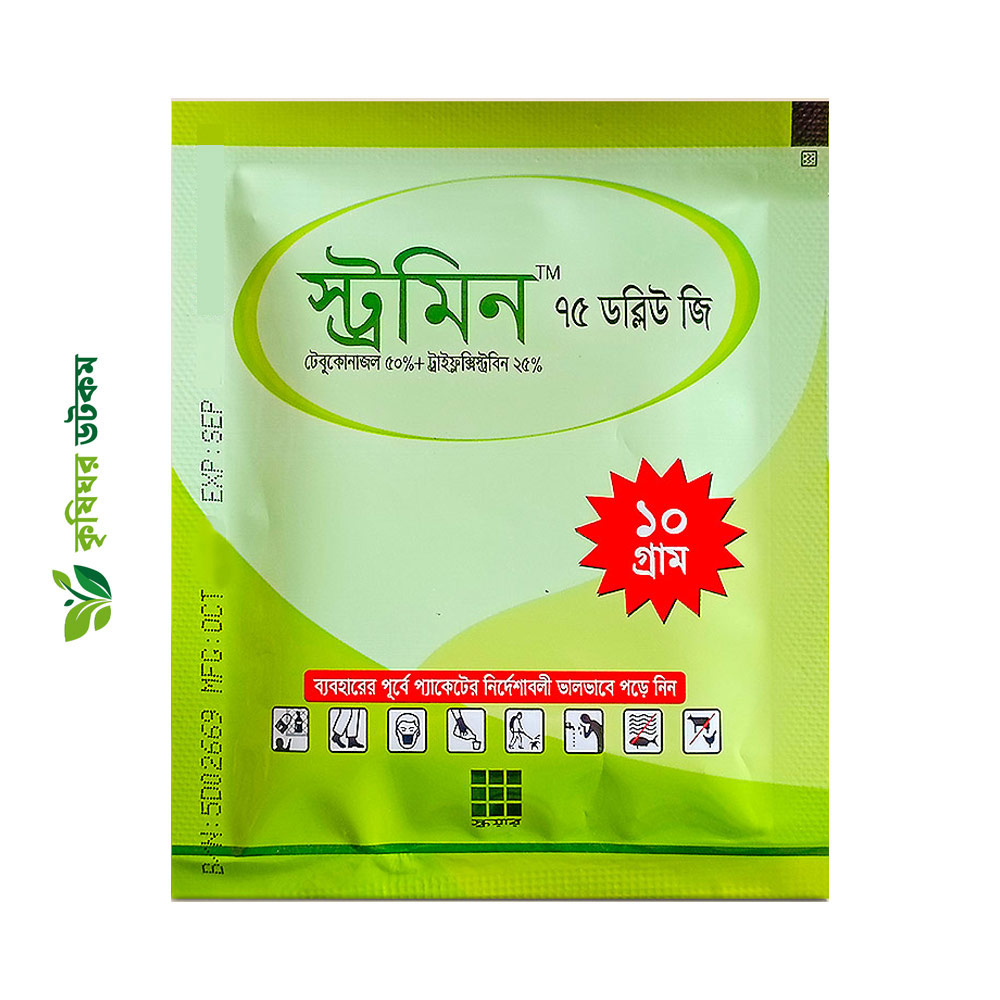 স্ট্রমিন™ ৭৫ ডব্লিউ জি
টেবুকোনাজল ৫০%+ ট্রাইফ্লক্সিস্ট্রবিন ২৫%
১০
গ্রাম
ব্যবহারের পূর্বে প্যাকেটের নির্দেশাবলী ভালভাবে পড়ে নিন
স্কয়ার
B.N:5D02669 MFG:OCT EXP:SEP
কৃষিঘর ডটকম